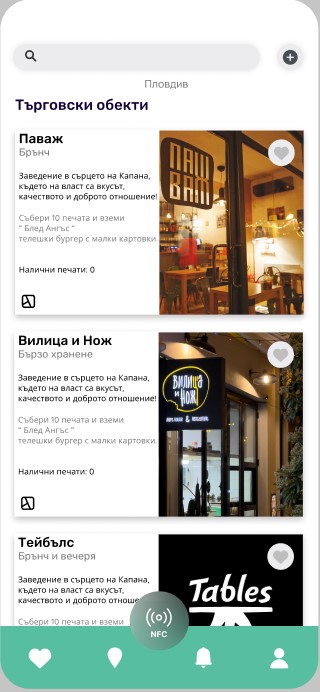 Пловдив
Търговски обекти
Паваж
Брънч
Заведение в сърцето на Капана,
където на власт са вкусът,
качеството и доброто отношение!
Събери 10 печата и вземи
" Блед Ангъс "
телешки бургер с малки картовки.
Налични печати: 0
ПАВ
ВАЖ
Вилица и Нож
Бързо хранене
Заведение в сърцето на Капана,
където на власт са вкусът,
качеството и доброто отношение!
Събери 10 печата и вземи
" Блед Ангъс "
телешки бургер с малки картовки.
Налични печати: 0
ВИЛИЦА
И НОЖ
Тейбълс
Брънч и вечеря
Заведение в сърцето на Капана,
където на власт са вкусът,
качеството и доброто
Събери 10 печата и
Tables
NFC